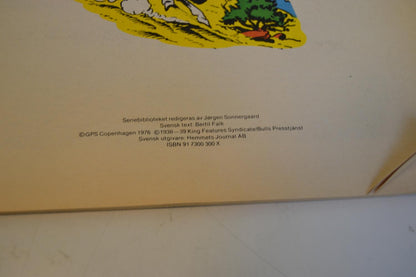 Seriebiblioteket redigeras av Jørgen Sonnergaard
Svensk text: Bertil Falk
©GPS Copenhagen 1976 ©1938—39 King Features Syndicate/Bulls Presstjänst
Svensk utgivare: Hemmets Journal AB
ISBN 91 7300 300 X